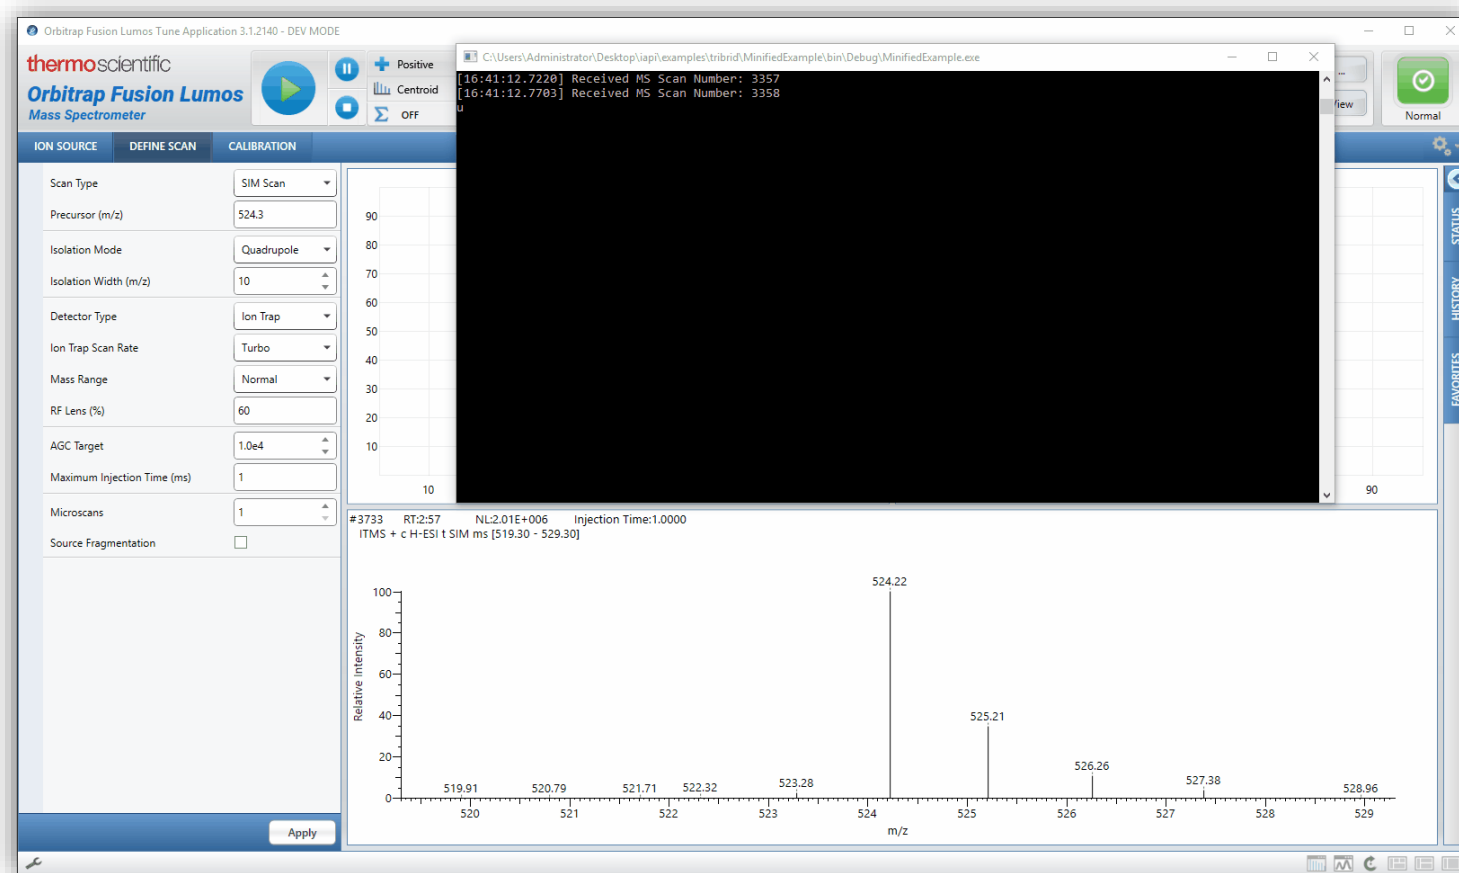 Orbitrap Fusion Lumos Tune Application 3.1.2140 - DEV MODE
thermo scientific
Orbitrap Fusion Lumos
Mass Spectrometer
Positive
Centroid
OFF
C:\Users\Administrator\Desktop\iapi\examples\tribrid\MinifiedExample\bin\Debug\MinifiedExample.exe
[16:41:12.7220] Received MS Scan Number: 3357
[16:41:12.7703] Received MS Scan Number: 3358
u
...
Normal
ION SOURCE DEFINE SCAN CALIBRATION
Scan Type SIM Scan
Precursor (m/z) 524.3
Isolation Mode Quadrupole
Isolation Width (m/z) 10
Detector Type Ion Trap
Ion Trap Scan Rate Turbo
Mass Range Normal
RF Lens (%) 60
AGC Target 1.0e4
Maximum Injection Time (ms) 1
Microscans 1
Source Fragmentation
Apply
90
80
70
60
50
40
30
20
10
10 90
STATUS
HISTORY
FAVORITES
#3733 RT:2:57 NL:2.01E+006 Injection Time:1.0000
ITMS + c H-ESI t SIM ms [519.30 - 529.30]
Relative Intensity
100
80
60
40
20
0
519.91 520.79 521.71 522.32 523.28 524.22 525.21 526.26 527.38 528.96
520 521 522 523 524 525 526 527 528 529
m/z